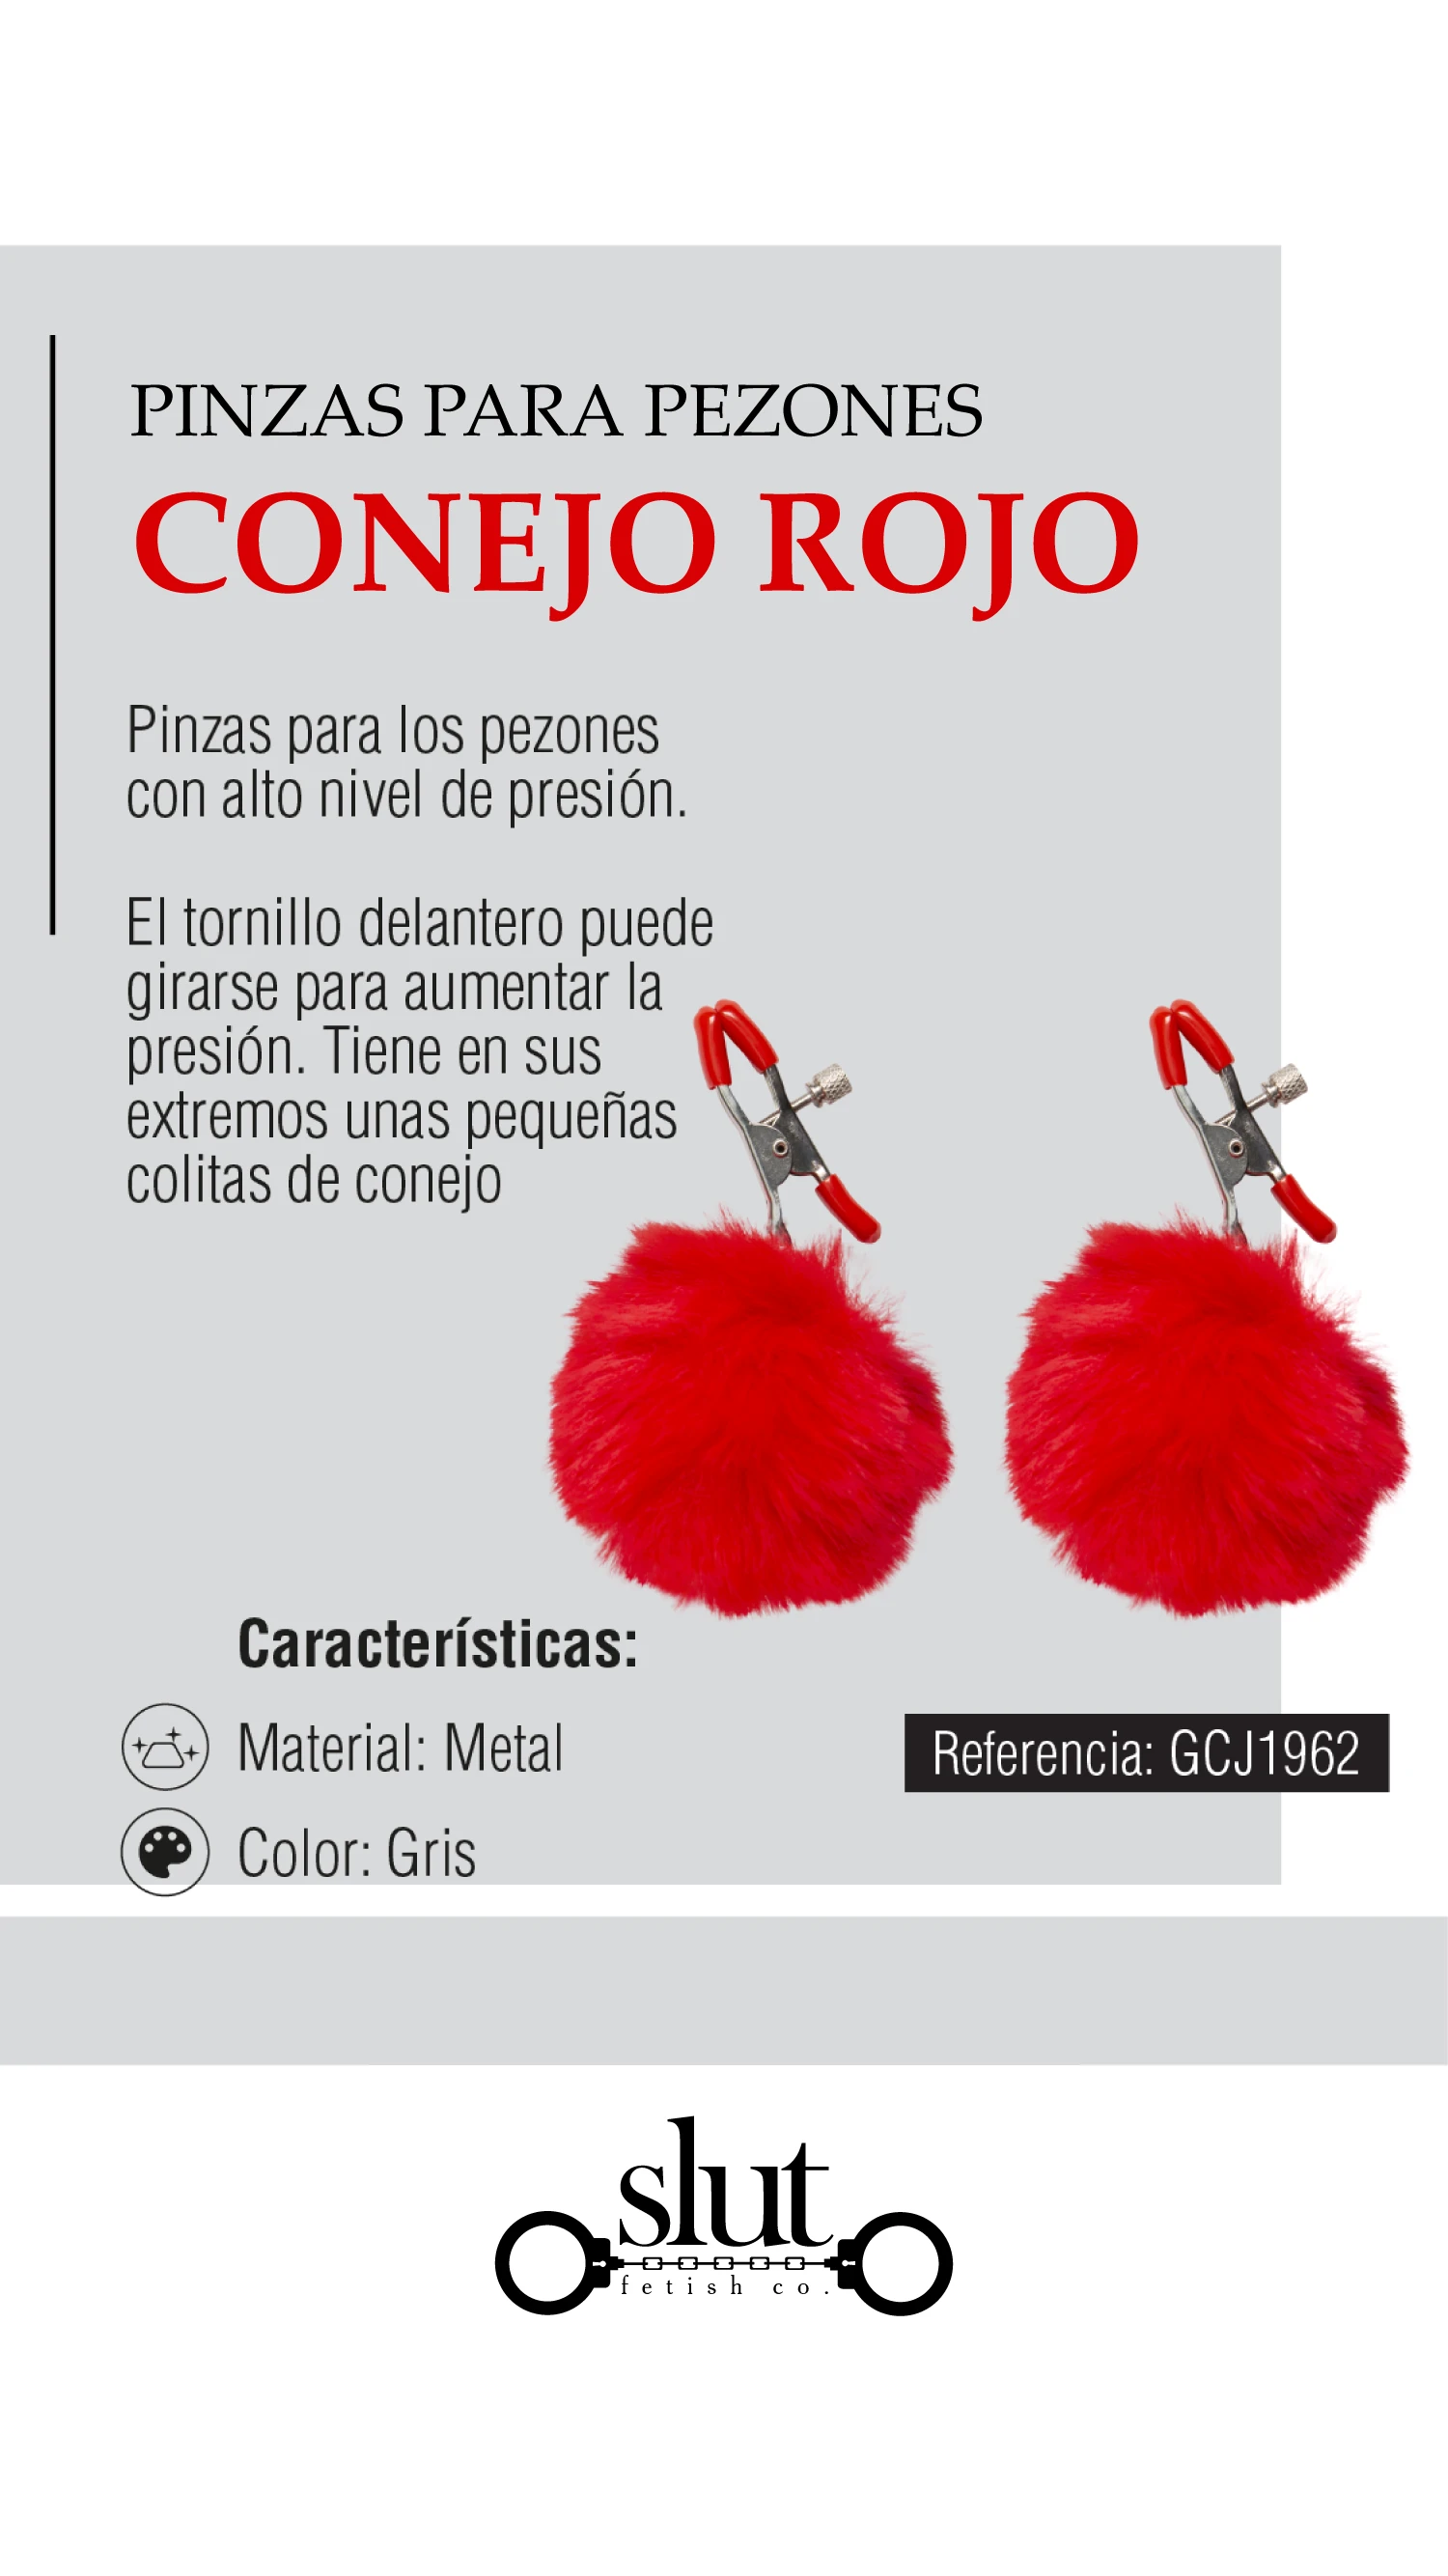 PINZAS PARA PEZONES
CONEJO ROJO
Pinzas para los pezones
con alto nivel de presión.
El tornillo delantero puede
girarse para aumentar la
presión. Tiene en sus
extremos unas pequeñas
colitas de conejo
Características:
Material: Metal
Referencia: GCJ1962
Color: Gris
slut
fetish co.